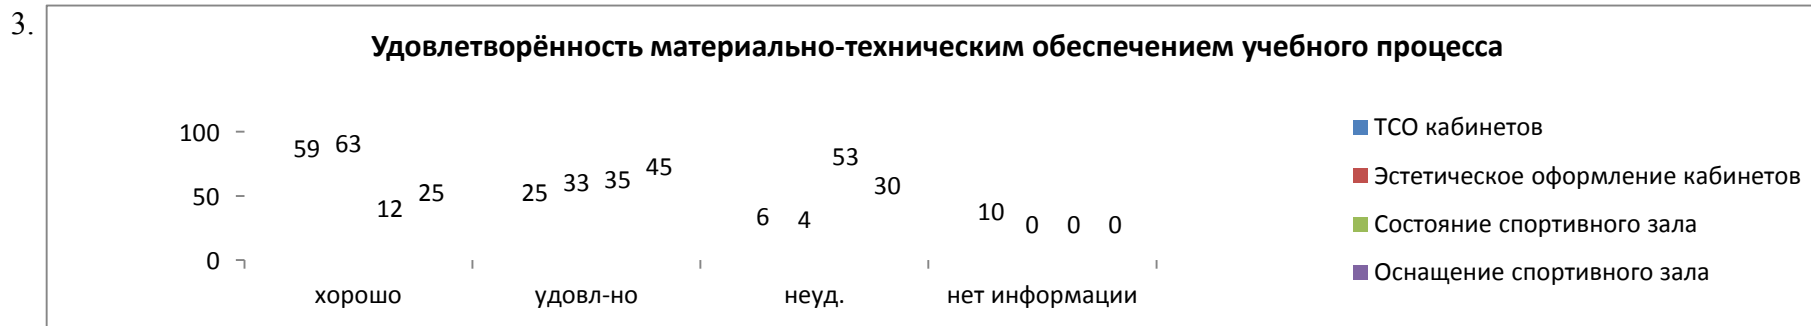 3.
Удовлетворённость материально-техническим обеспечением учебного процесса
100
50
0
59 63 12 25
25 33 35 45
6 4 53 30
10 0 0 0
хорошо удовл-но неуд. нет информации
ТСО кабинетов
Эстетическое оформление кабинетов
Состояние спортивного зала
Оснащение спортивного зала